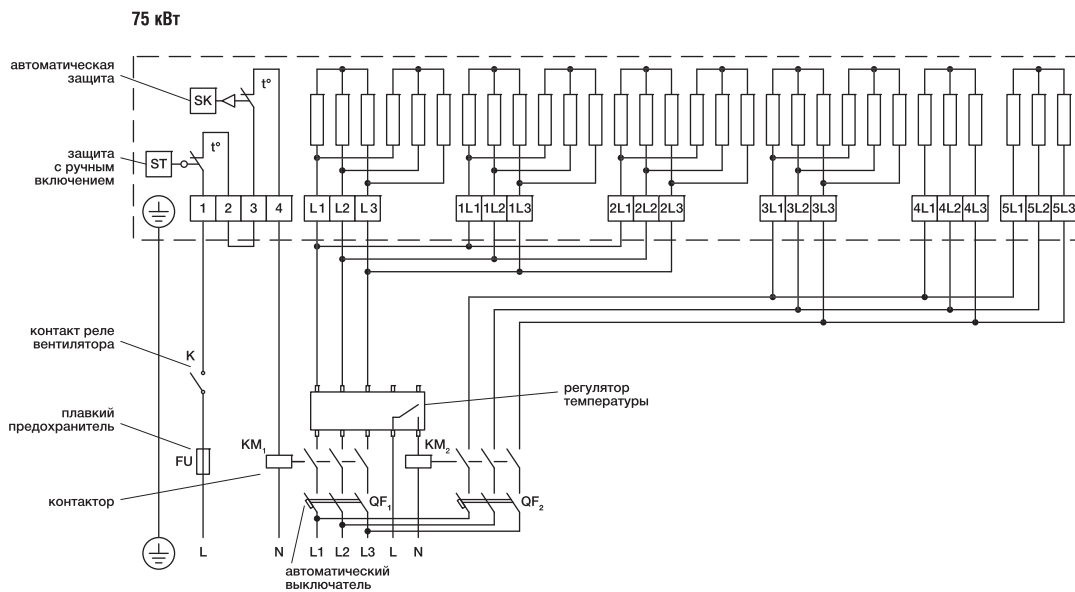 75 кВт
автоматическая
защита
SK
t°
защита
с ручным
включением
ST
t°
1 2 3 4
L1 L2 L3
1L1 1L2 1L3
2L1 2L2 2L3
3L1 3L2 3L3
4L1 4L2 4L3
5L1 5L2 5L3
контакт реле
вентилятора
K
регулятор
температуры
плавкий
предохранитель
FU
KM1
KM2
контактор
QF1
QF2
L N L1 L2 L3 L N
автоматический
выключатель